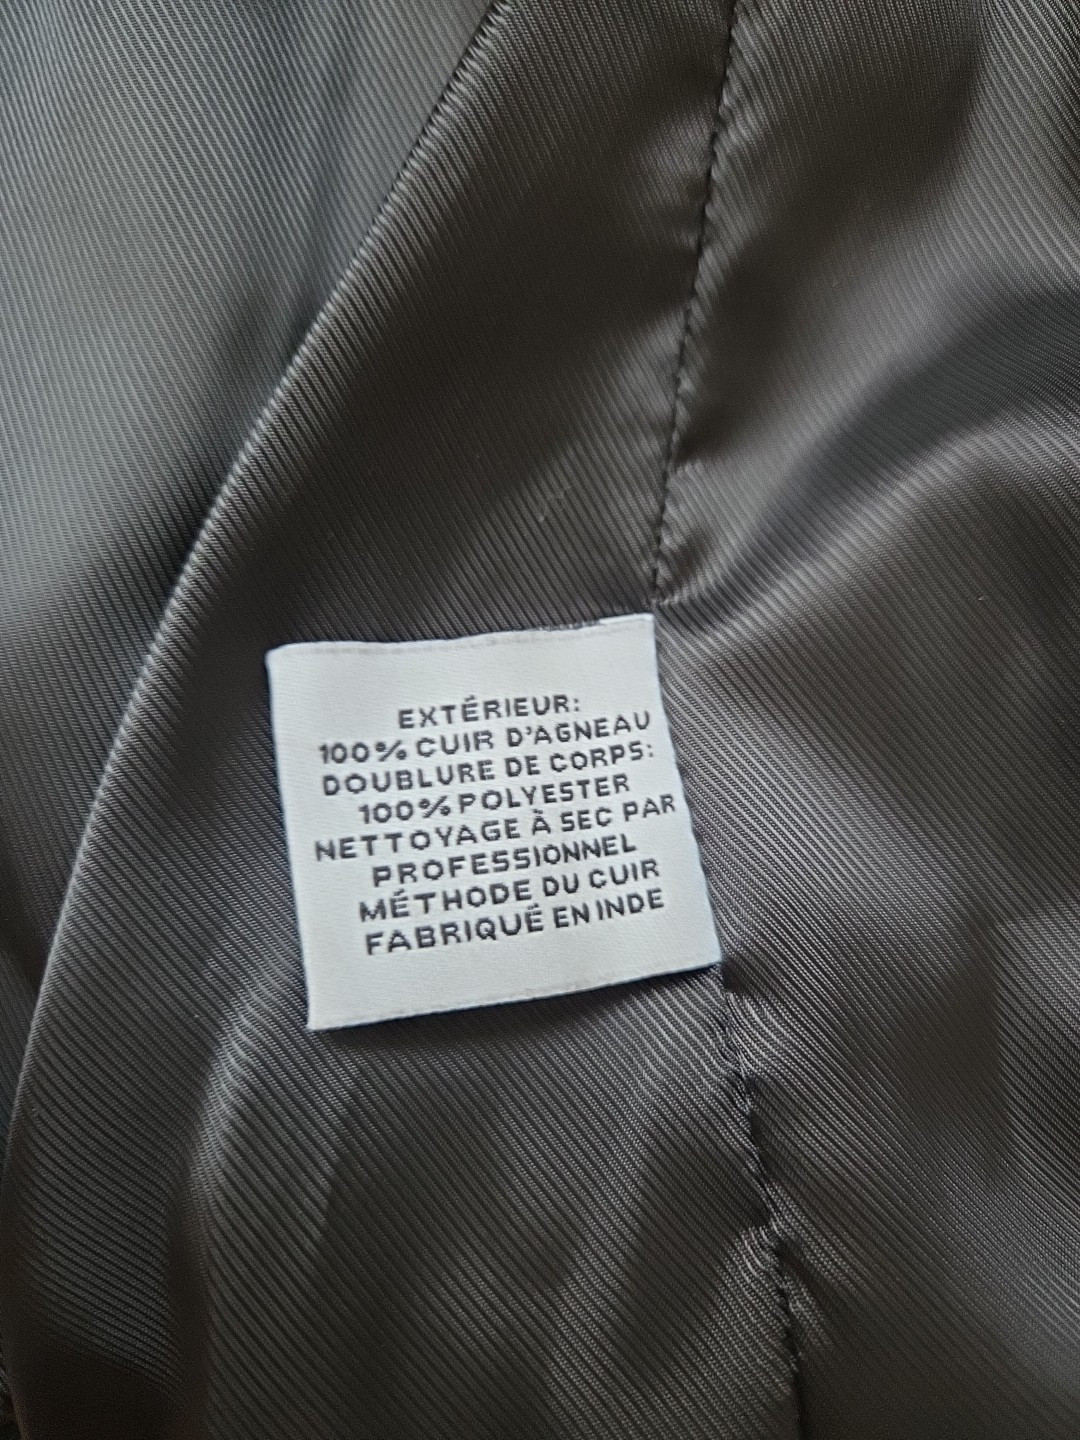 EXTÉRIEUR:
100% CUIR D'AGNEAU
DOUBLURE DE CORPS:
100% POLYESTER
NETTOYAGE À SEC PAR
PROFESSIONNEL
MÉTHODE DU CUIR
FABRIQUÉ EN INDE